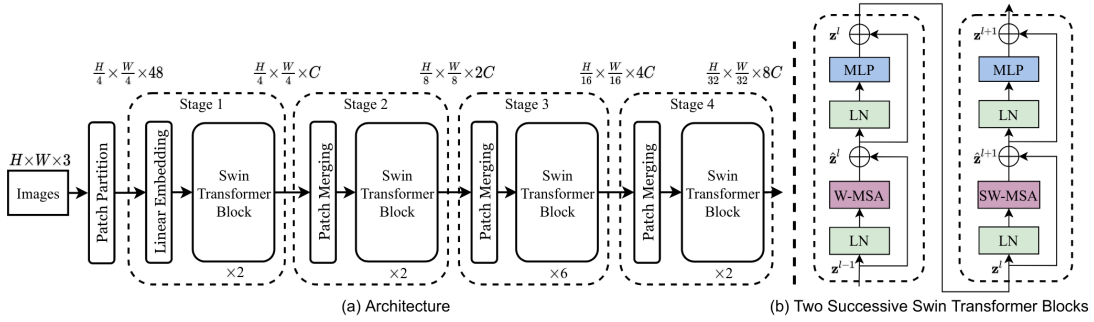 H/4 × W/4 × 48
H/4 × W/4 × C
H/8 × W/8 × 2C
H/16 × W/16 × 4C
H/32 × W/32 × 8C
Stage 1
Stage 2
Stage 3
Stage 4
H×W×3
Images
Patch Partition
Linear Embedding
Swin
Transformer
Block
×2
Patch Merging
Swin
Transformer
Block
×2
Patch Merging
Swin
Transformer
Block
×6
Patch Merging
Swin
Transformer
Block
×2
(a) Architecture
z^l
MLP
LN
ẑ^l
W-MSA
LN
z^{l-1}
z^{l+1}
MLP
LN
ẑ^{l+1}
SW-MSA
LN
z^l
(b) Two Successive Swin Transformer Blocks